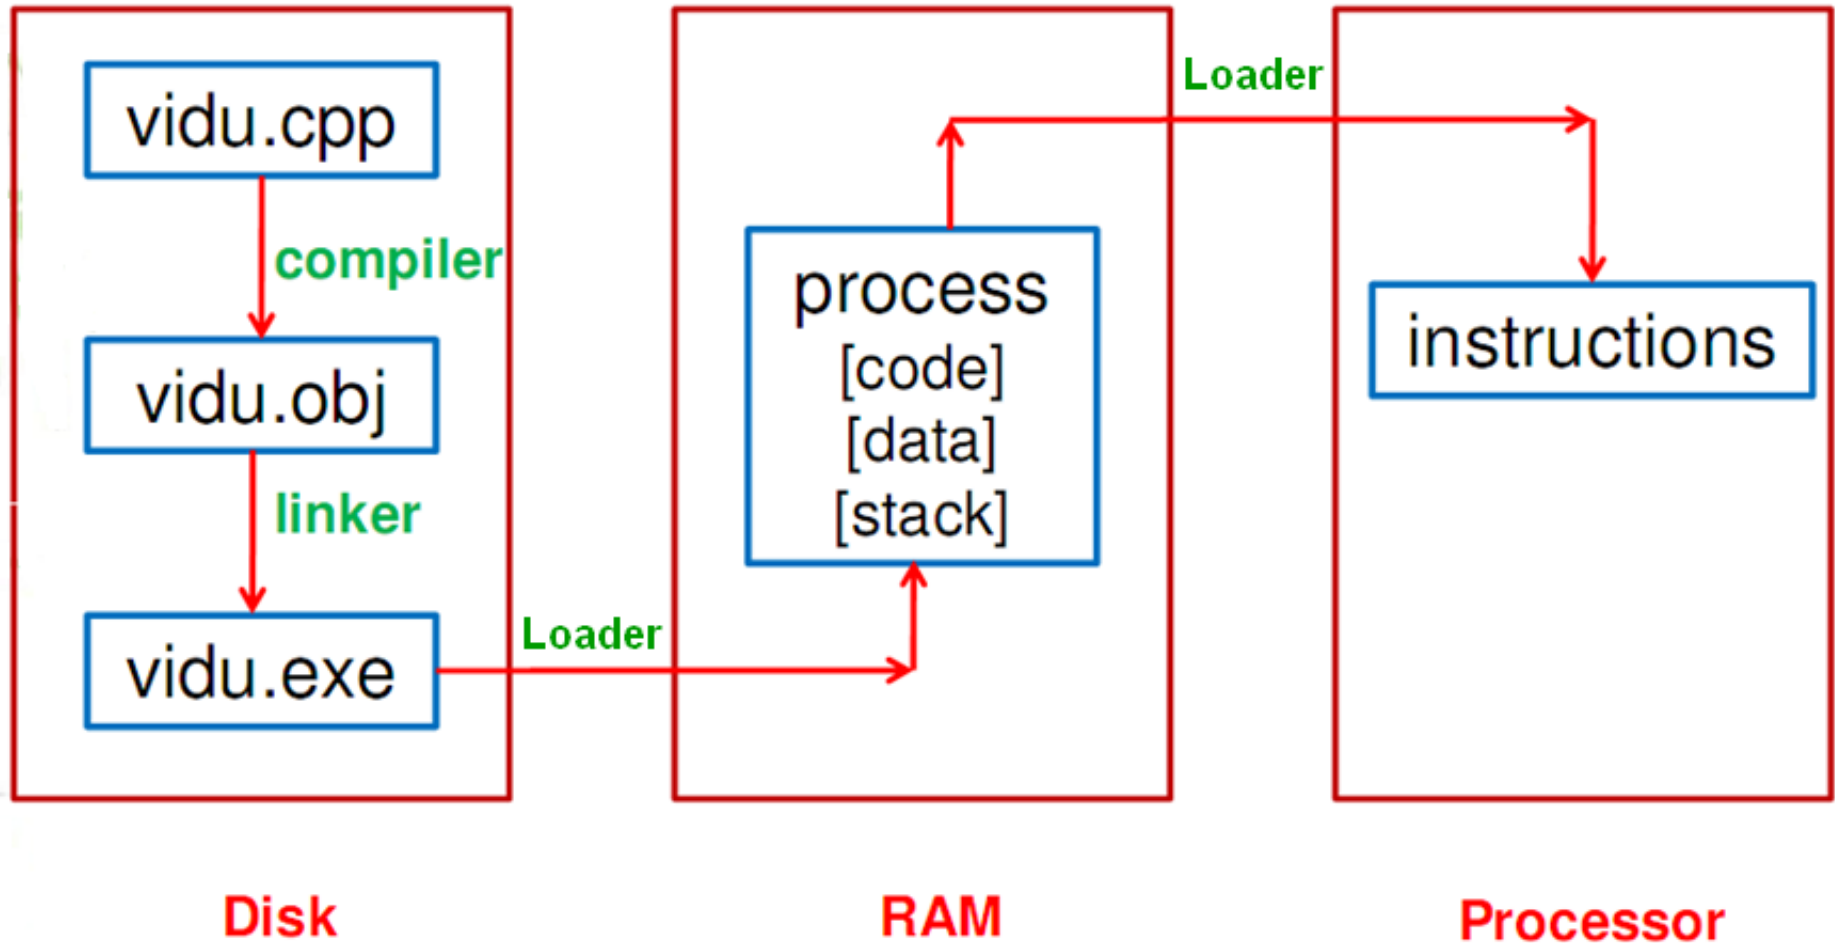 vidu.cpp
compiler
vidu.obj
linker
vidu.exe
Loader
process
[code]
[data]
[stack]
Loader
instructions
Disk
RAM
Processor